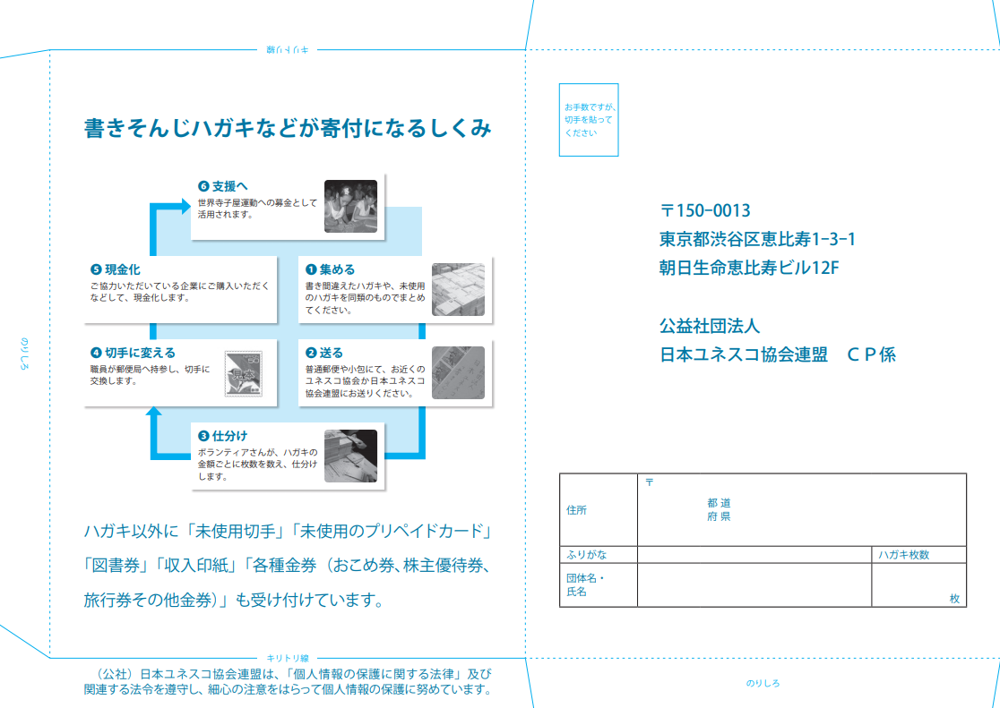 キリトリ線
書きそんじハガキなどが寄付になるしくみ
❻ 支援へ
世界寺子屋運動への募金として
活用されます。
❺ 現金化
ご協力いただいている企業にご購入いただく
などして、現金化します。
❶ 集める
書き間違えたハガキや、未使用
のハガキを同類のものでまとめ
てください。
❹ 切手に変える
職員が郵便局へ持参し、切手に
交換します。
見本
❷ 送る
普通郵便や小包にて、お近くの
ユネスコ協会か日本ユネスコ
協会連盟にお送りください。
❸ 仕分け
ボランティアさんが、ハガキの
金額ごとに枚数を数え、仕分け
します。
ハガキ以外に「未使用切手」「未使用のプリペイドカード」
「図書券」「収入印紙」「各種金券（おこめ券、株主優待券、
旅行券その他金券）」も受け付けています。
キリトリ線
（公社）日本ユネスコ協会連盟は、「個人情報の保護に関する法律」及び
関連する法令を遵守し、細心の注意をはらって個人情報の保護に努めています。
のりしろ
お手数ですが、
切手を貼って
ください
〒150-0013
東京都渋谷区恵比寿1-3-1
朝日生命恵比寿ビル12F
公益社団法人
日本ユネスコ協会連盟　ＣＰ係
〒
住所
都 道
府 県
ふりがな
ハガキ枚数
団体名・
氏名
枚
のりしろ